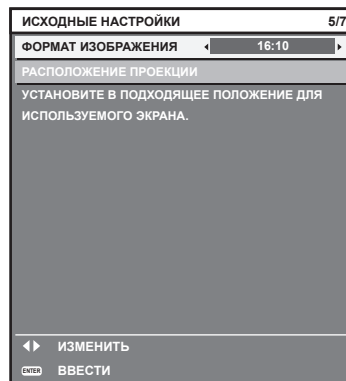 ИСХОДНЫЕ НАСТРОЙКИ 5/7
ФОРМАТ ИЗОБРАЖЕНИЯ 16:10
РАСПОЛОЖЕНИЕ ПРОЕКЦИИ
УСТАНОВИТЕ В ПОДХОДЯЩЕЕ ПОЛОЖЕНИЕ ДЛЯ
ИСПОЛЬЗУЕМОГО ЭКРАНА.
ИЗМЕНИТЬ
ENTER ВВЕСТИ